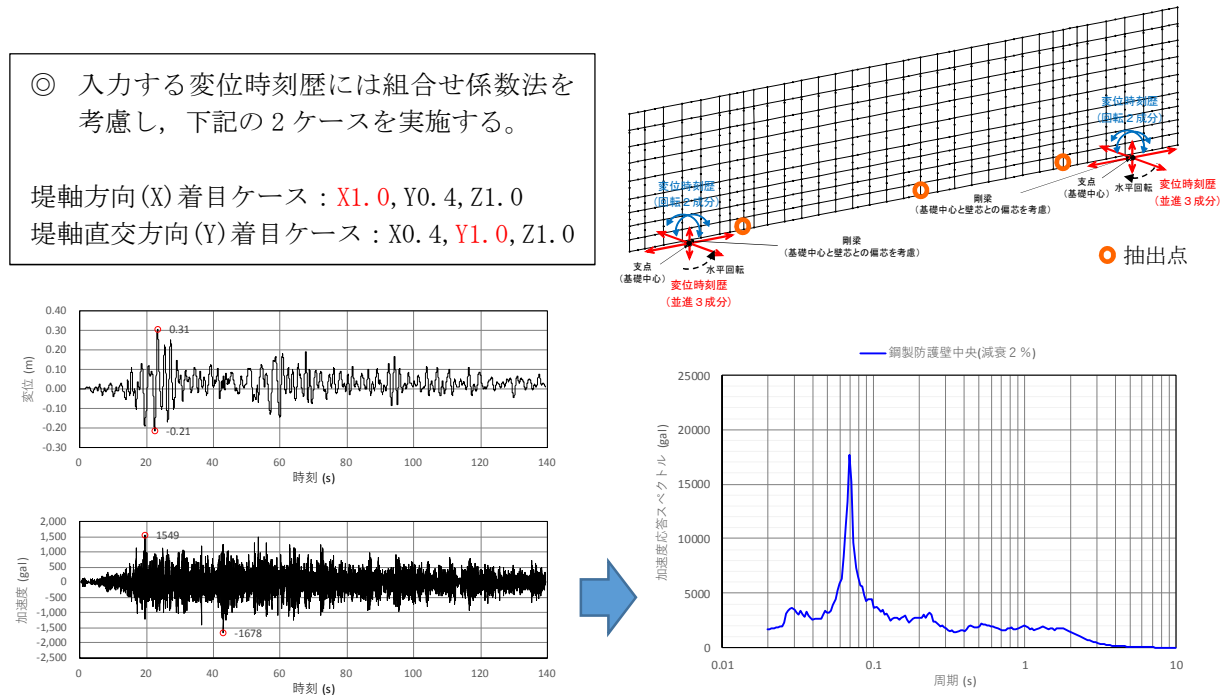 ◎ 入力する変位時刻歴には組合せ係数法を
考慮し，下記の２ケースを実施する。
堤軸方向(X)着目ケース：X1.0,Y0.4,Z1.0
堤軸直交方向(Y)着目ケース：X0.4,Y1.0,Z1.0
変位時刻歴
(回転２成分)
支点
(基礎中心)
水平回転
変位時刻歴
(並進３成分)
剛梁
(基礎中心と壁芯との偏芯を考慮)
変位時刻歴
(回転２成分)
剛梁
(基礎中心と壁芯との偏芯を考慮)
支点
(基礎中心)
水平回転
変位時刻歴
(並進３成分)
抽出点
変位 (m)
0.40
0.30
0.20
0.10
0.00
-0.10
-0.20
-0.30
0.31
-0.21
0 20 40 60 80 100 120 140
時刻 (s)
加速度 (gal)
2,000
1,500
1,000
500
0
-500
-1,000
-1,500
-2,000
-2,500
1549
-1678
0 20 40 60 80 100 120 140
時刻 (s)
鋼製防護壁中央(減衰２％)
加速度応答スペクトル (gal)
25000
20000
15000
10000
5000
0
0.01 0.1 1 10
周期 (s)